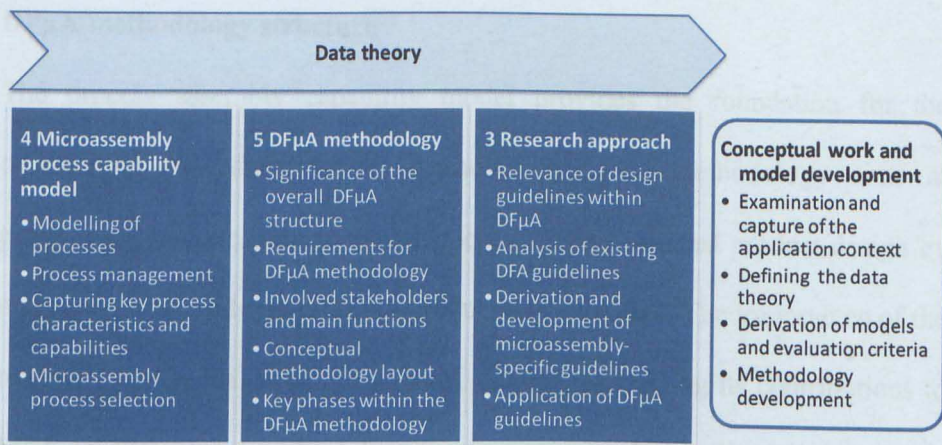 Data theory
4 Microassembly
process capability
model
• Modelling of
processes
• Process management
• Capturing key process
characteristics and
capabilities
• Microassembly
process selection
5 DFµA methodology
• Significance of the
overall DFµA
structure
• Requirements for
DFµA methodology
• Involved stakeholders
and main functions
• Conceptual
methodology layout
• Key phases within the
DFµA methodology
3 Research approach
• Relevance of design
guidelines within
DFµA
• Analysis of existing
DFA guidelines
• Derivation and
development of
microassembly-
specific guidelines
• Application of DFµA
guidelines
Conceptual work and
model development
• Examination and
capture of the
application context
• Defining the data
theory
• Derivation of models
and evaluation criteria
• Methodology
development